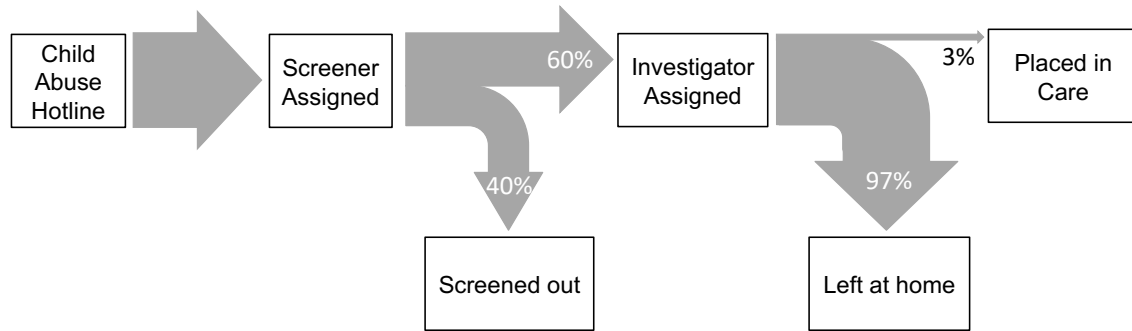 Child
Abuse
Hotline
Screener
Assigned
60%
40%
Screened out
Investigator
Assigned
3%
97%
Placed in
Care
Left at home